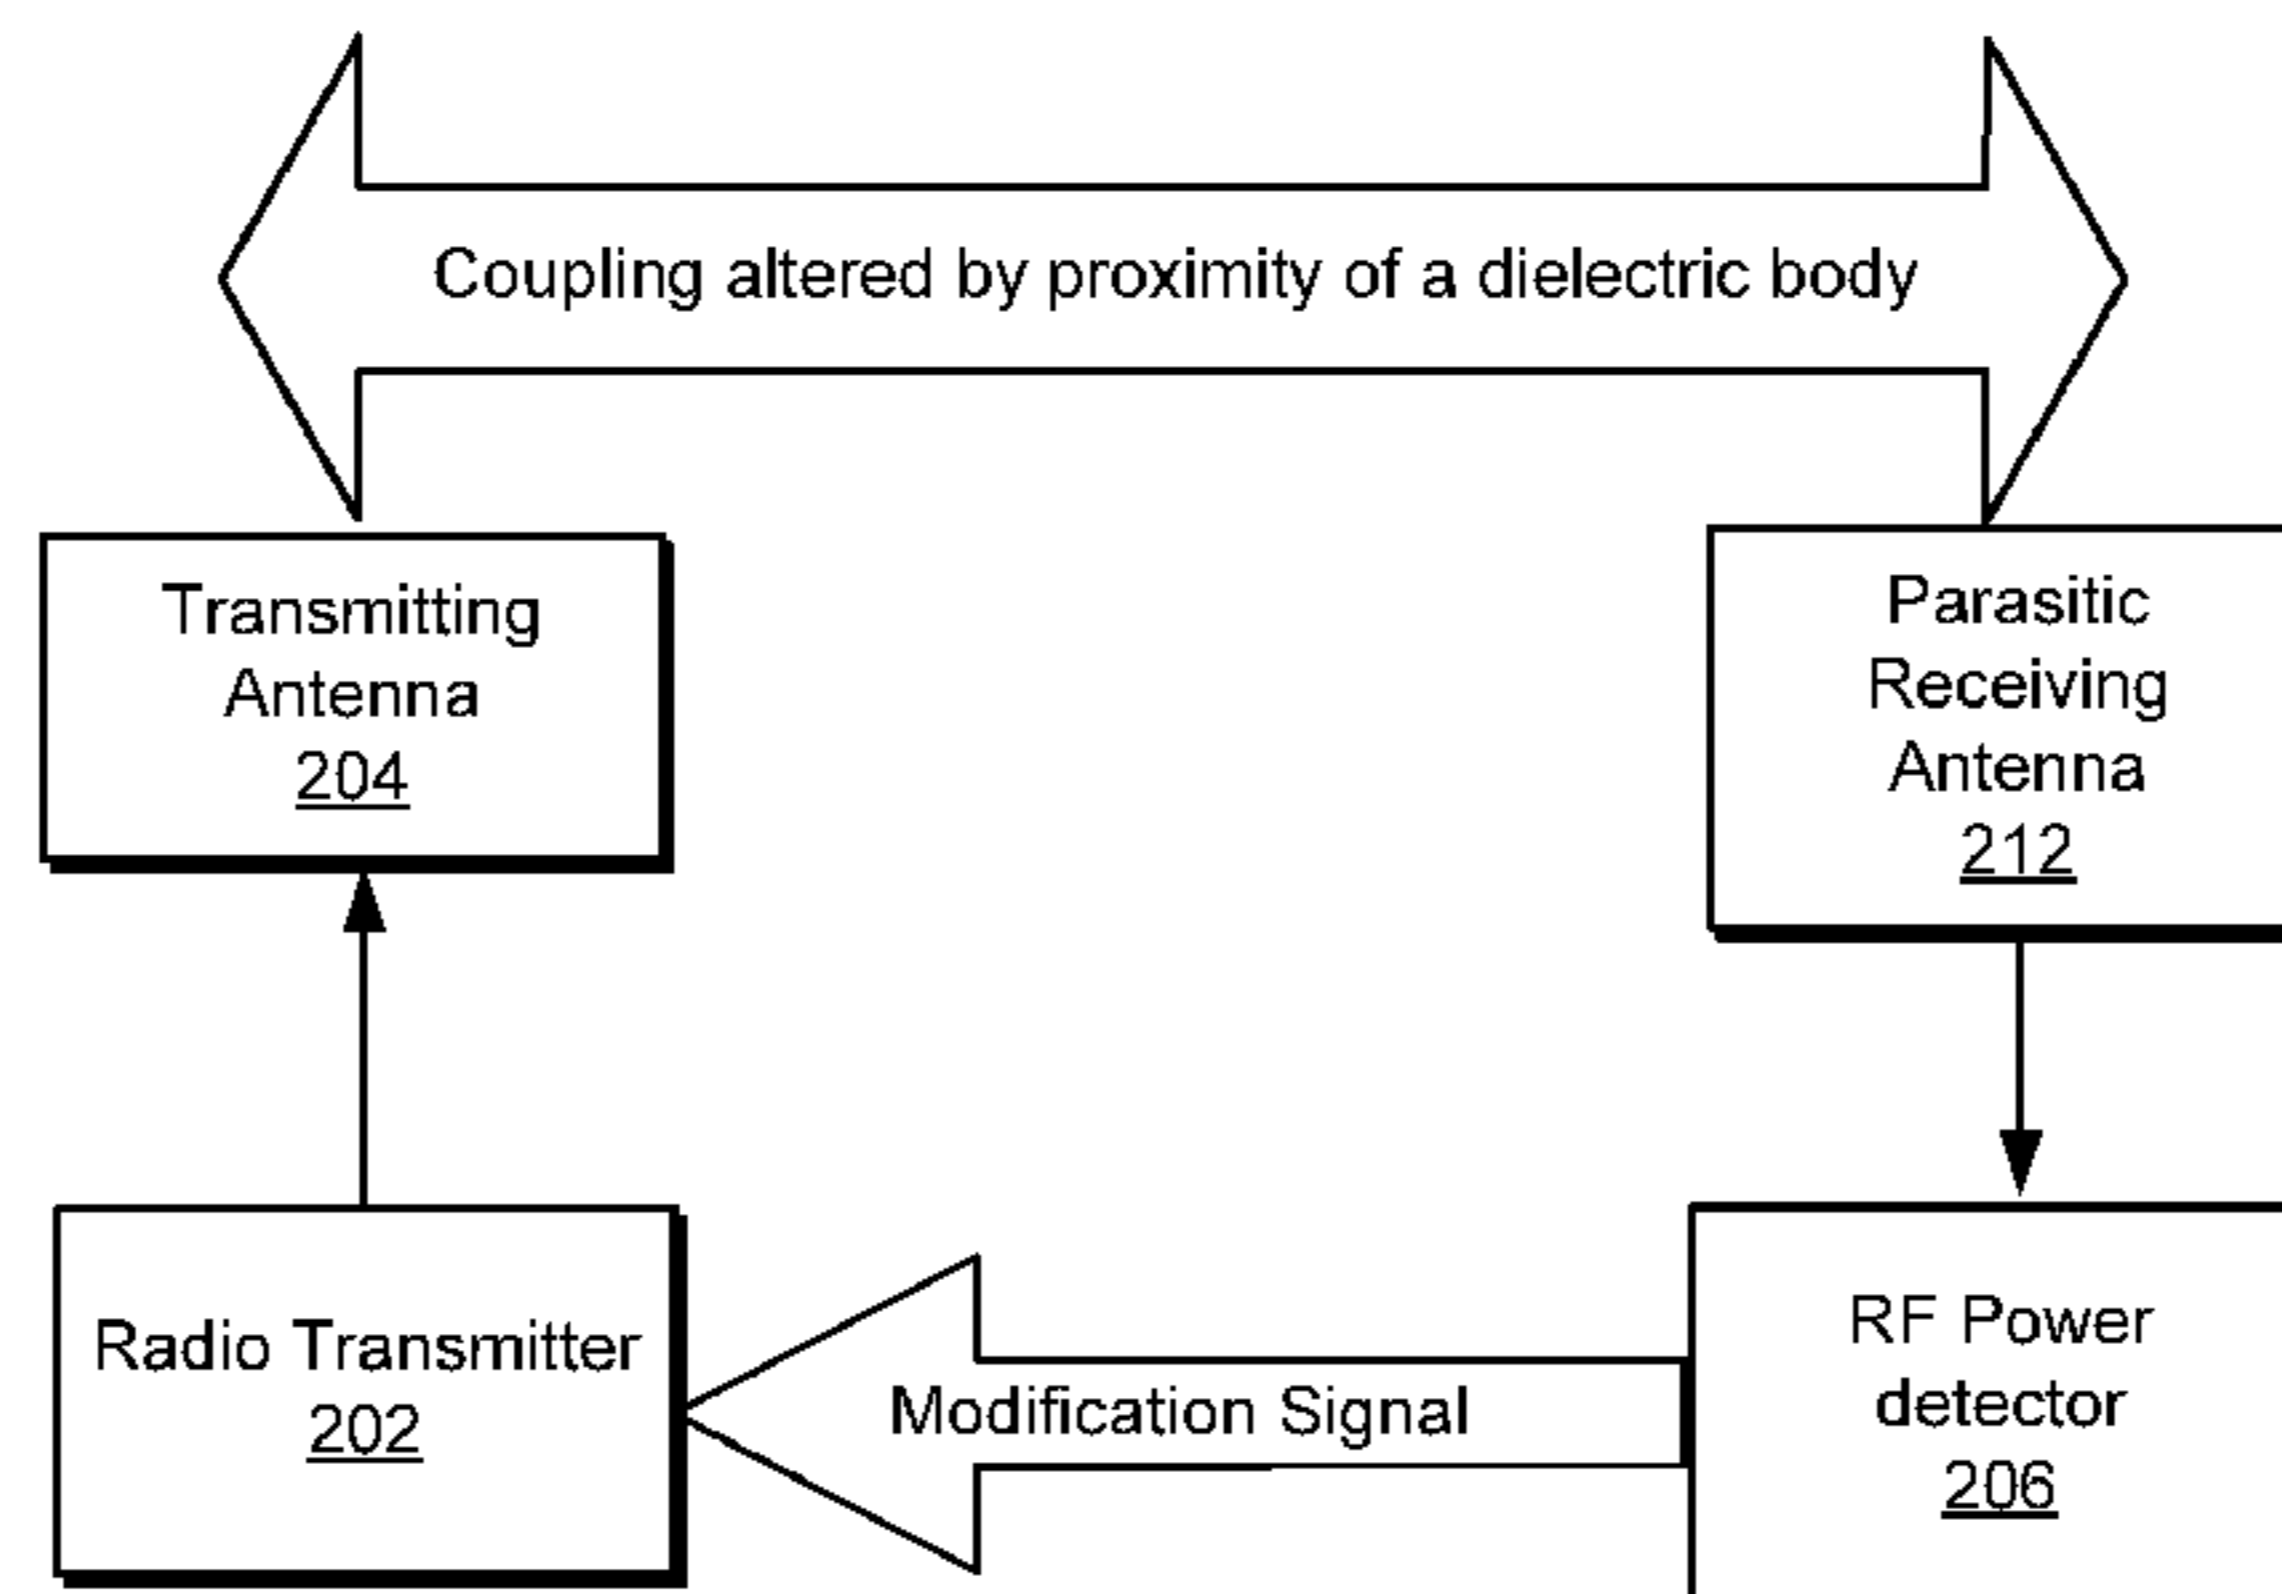 Coupling altered by proximity of a dielectric body
Transmitting
Antenna
204
Parasitic
Receiving
Antenna
212
Radio Transmitter
202
Modification Signal
RF Power
detector
206